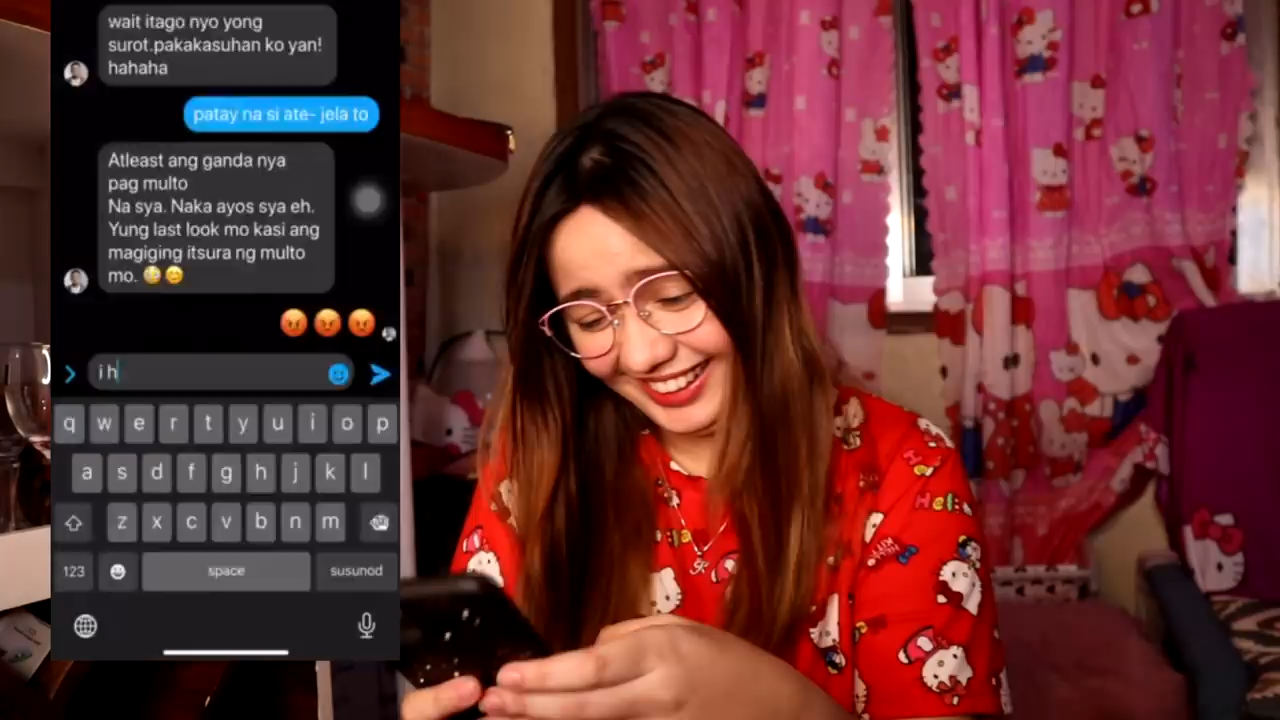 wait itago nyo yong
surot.pakakasuhan ko yan!
hahaha
patay na si ate- jela to
Atleast ang ganda nya
pag multo
Na sya. Naka ayos sya eh.
Yung last look mo kasi ang
magiging itsura ng multo
mo. 😳😊
😡😡😡
i h
q w e r t y u i o p
a s d f g h j k l
z x c v b n m
123 space susunod